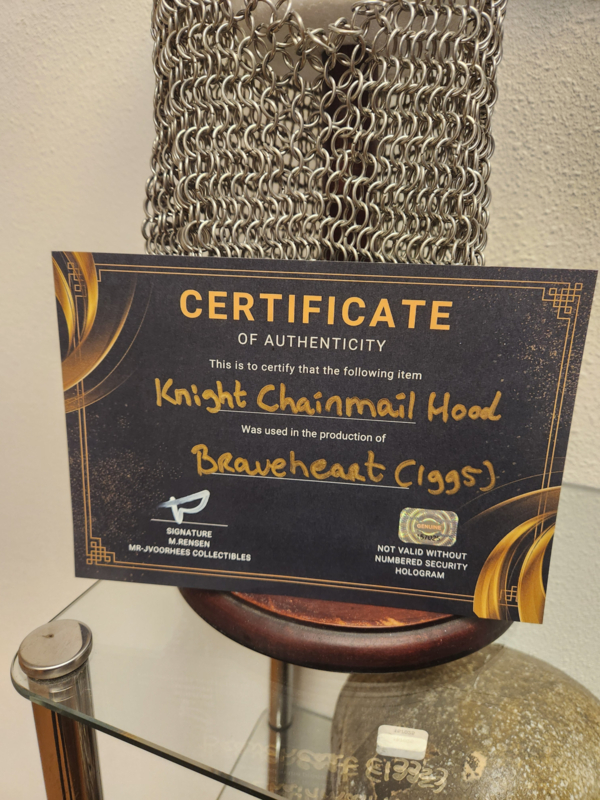 CERTIFICATE
OF AUTHENTICITY
This is to certify that the following item
Knight Chainmail Hood
Was used in the production of
Braveheart (1995)
SIGNATURE
M.RENSEN
MR-JVOORHEES COLLECTIBLES
GENUINE
NOT VALID WITHOUT
NUMBERED SECURITY
HOLOGRAM